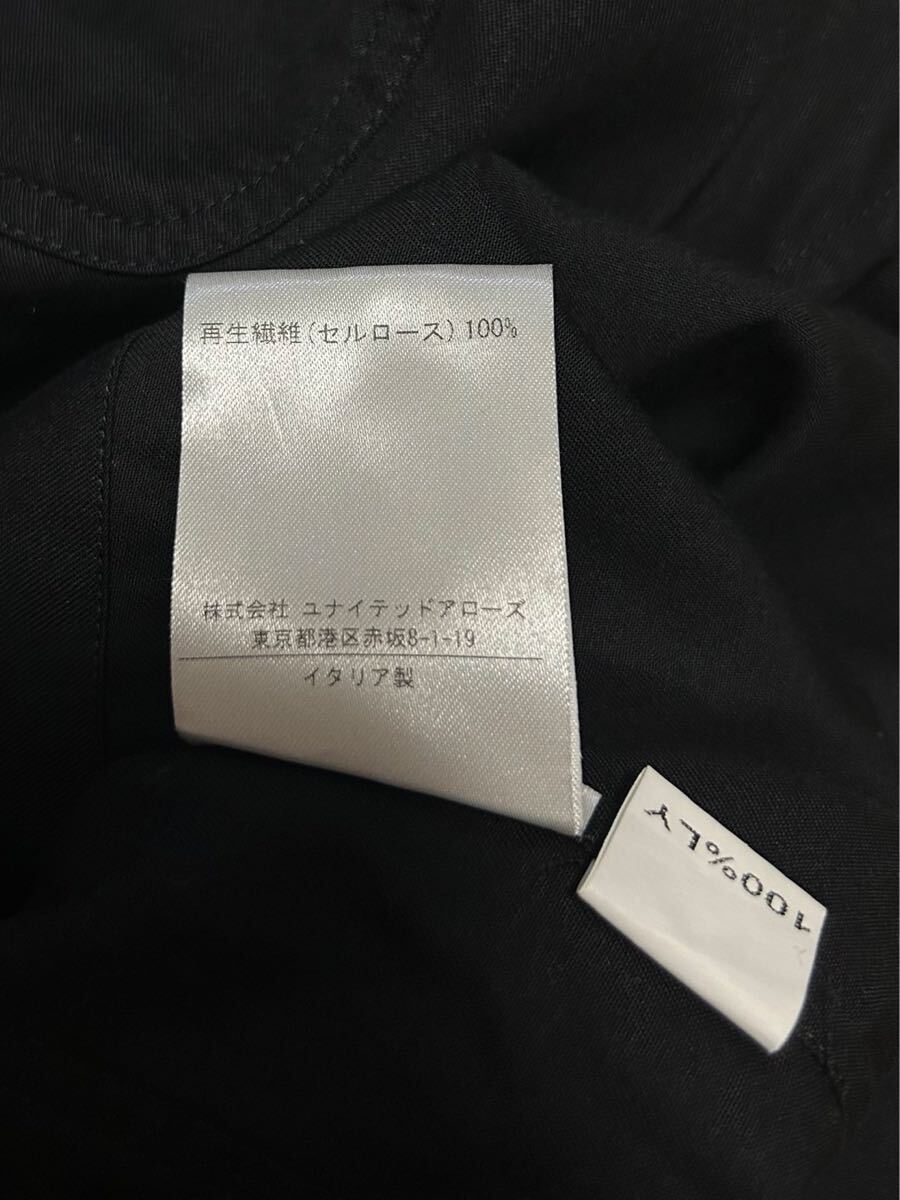 再生繊維(セルロース)100%
株式会社 ユナイテッドアローズ
東京都港区赤坂8-1-19
イタリア製
100%LY